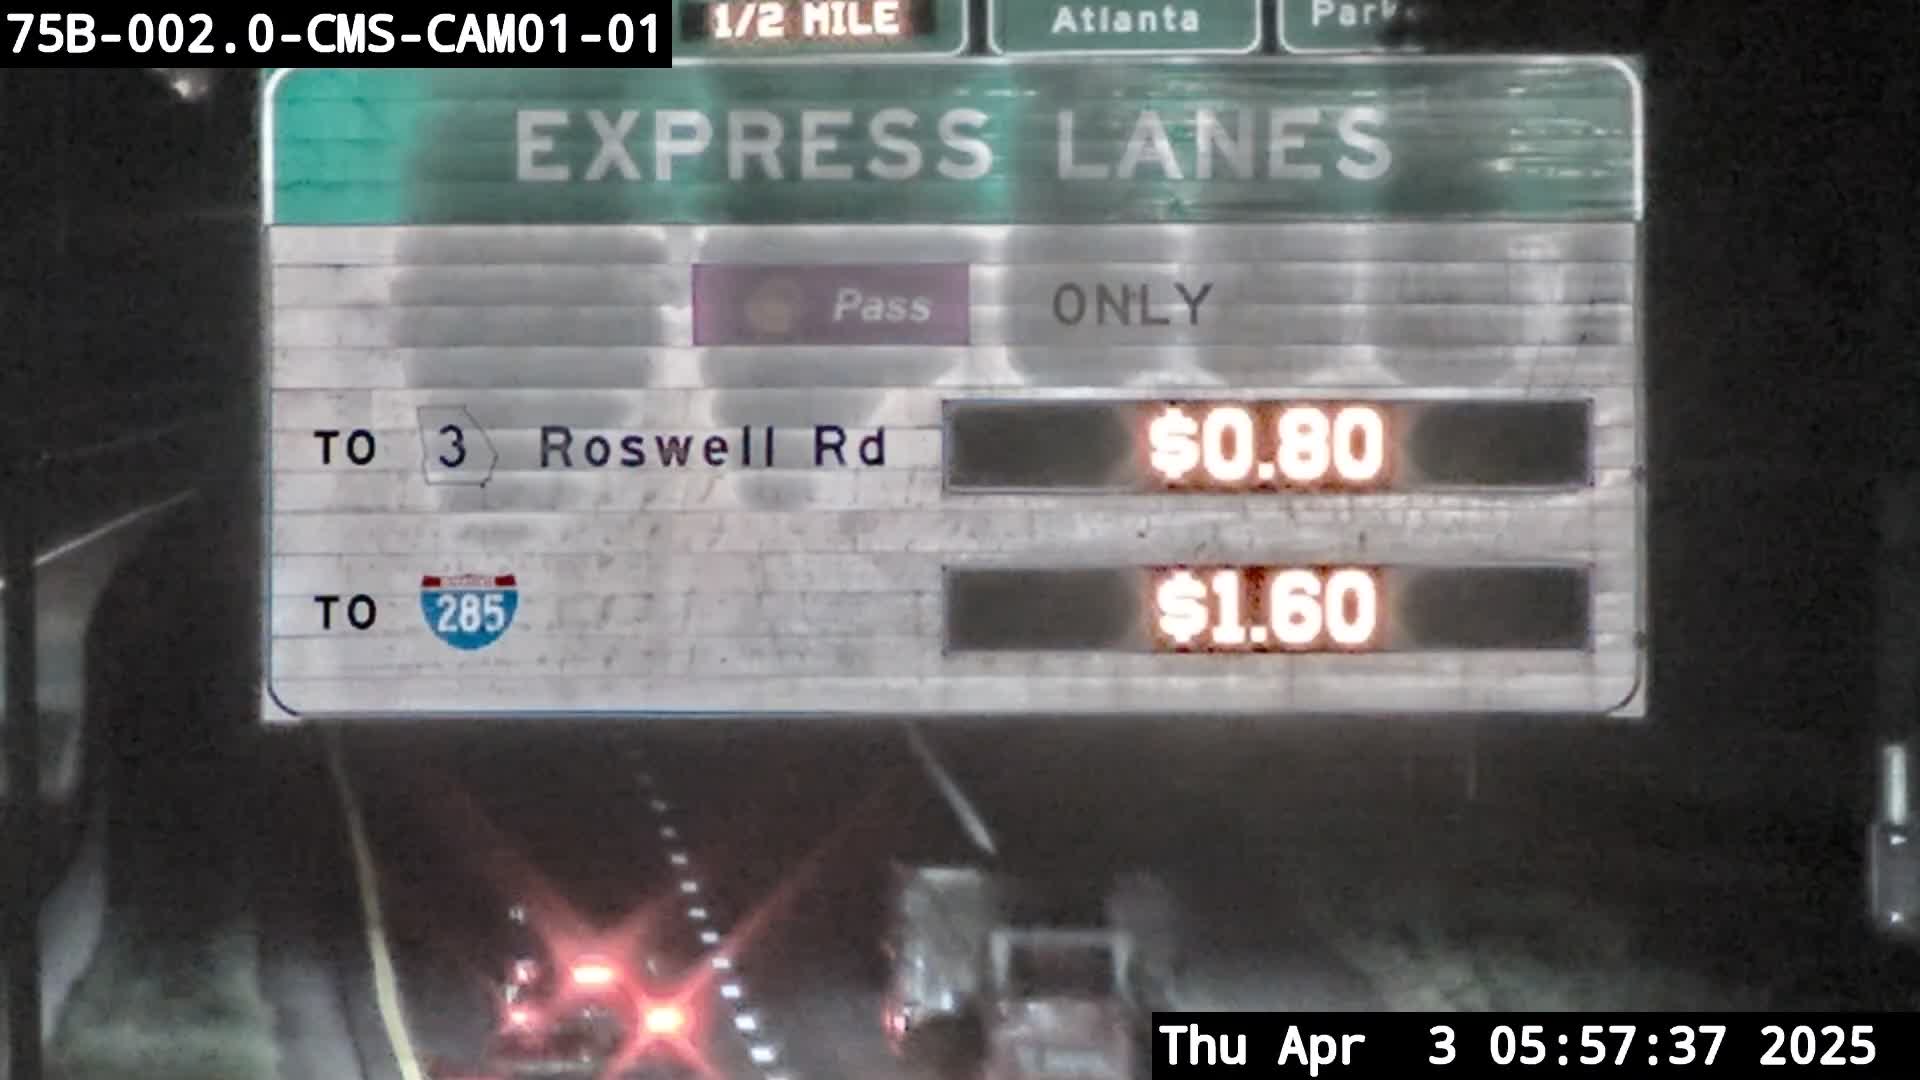 75B-002.0-CMS-CAM01-01
1/2 MILE
Atlanta
EXPRESS LANES
Pass ONLY
TO 3 Roswell Rd $0.80
TO 285 $1.60
Thu Apr 3 05:57:37 2025